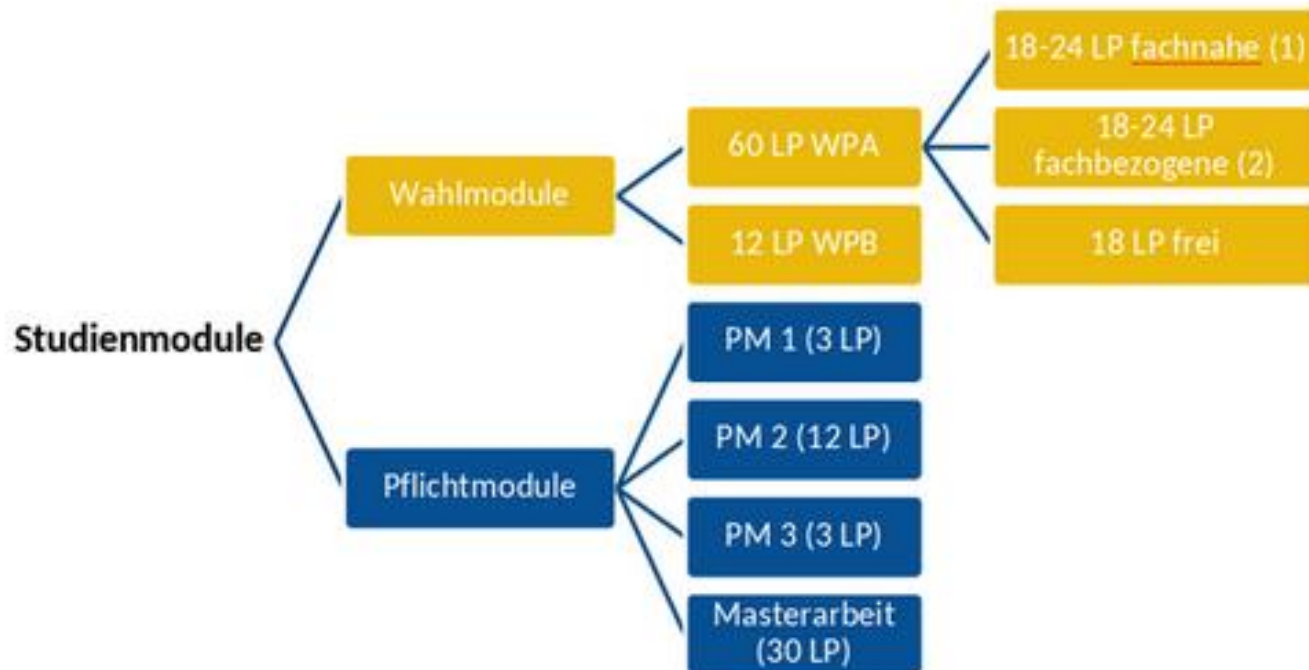 Studienmodule
Wahlmodule
60 LP WPA
18-24 LP fachnahe (1)
18-24 LP
fachbezogene (2)
18 LP frei
12 LP WPB
Pflichtmodule
PM 1 (3 LP)
PM 2 (12 LP)
PM 3 (3 LP)
Masterarbeit
(30 LP)